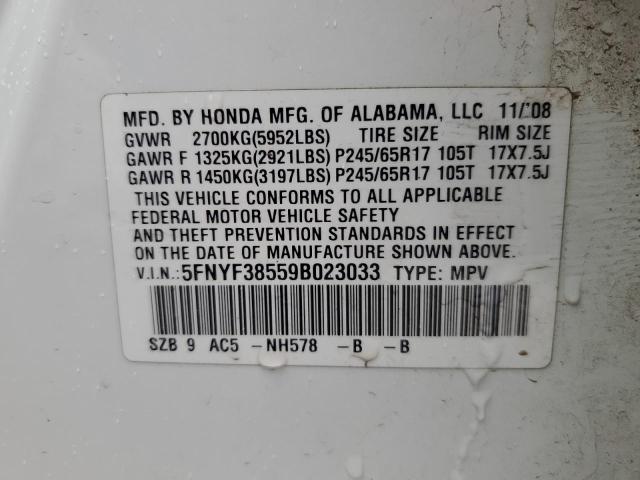 MFD. BY HONDA MFG. OF ALABAMA, LLC 11/'08
GVWR 2700KG(5952LBS) TIRE SIZE RIM SIZE
GAWR F 1325KG(2921LBS) P245/65R17 105T 17X7.5J
GAWR R 1450KG(3197LBS) P245/65R17 105T 17X7.5J
THIS VEHICLE CONFORMS TO ALL APPLICABLE
FEDERAL MOTOR VEHICLE SAFETY
AND THEFT PREVENTION STANDARDS IN EFFECT
ON THE DATE OF MANUFACTURE SHOWN ABOVE.
V.I.N.: 5FNYF38559B023033 TYPE: MPV
SZB 9 AC5 -NH578 -B -B